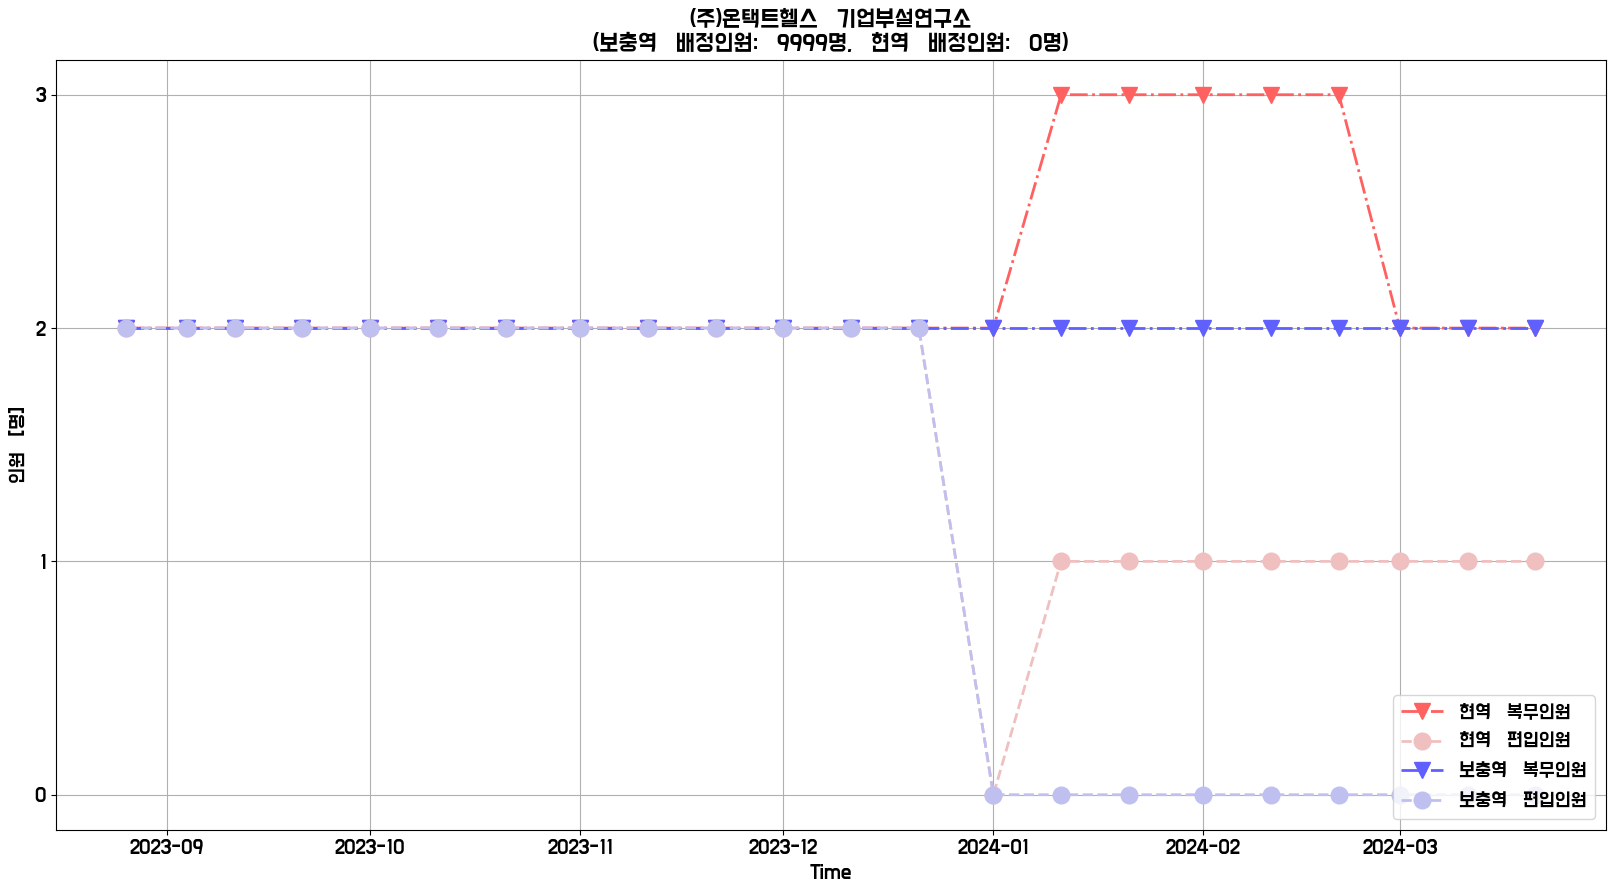 (주)온택트헬스 기업부설연구소
(보충역 배정인원: 9999명, 현역 배정인원: 0명)
3
2
1
0
인원 [명]
2023-09 2023-10 2023-11 2023-12 2024-01 2024-02 2024-03
Time
현역 복무인원
현역 편입인원
보충역 복무인원
보충역 편입인원